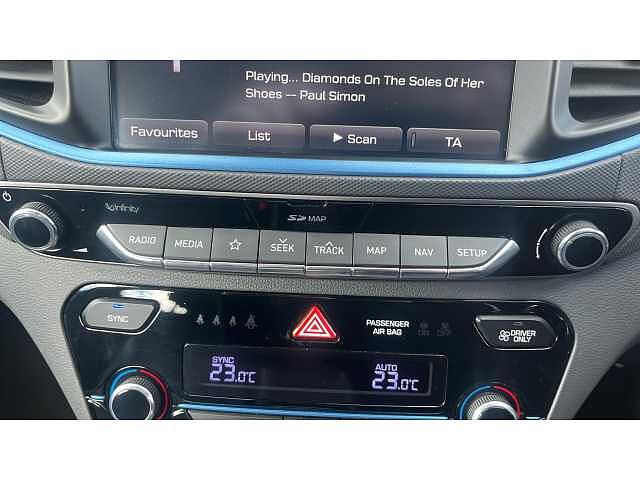 Playing... Diamonds On The Soles Of Her
Shoes -- Paul Simon
Favourites List ▶ Scan TA
infinity
SD MAP
RADIO MEDIA ☆ SEEK TRACK MAP NAV SETUP
SYNC
PASSENGER
AIR BAG
DRIVER
ONLY
SYNC AUTO
23.0°C 23.0°C